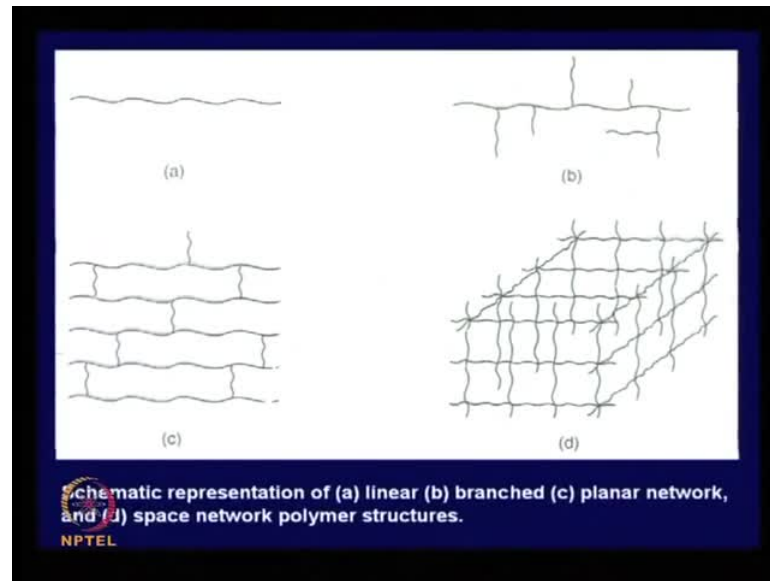 (a)
(b)
(c)
(d)
Schematic representation of (a) linear (b) branched (c) planar network,
and (d) space network polymer structures.
NPTEL